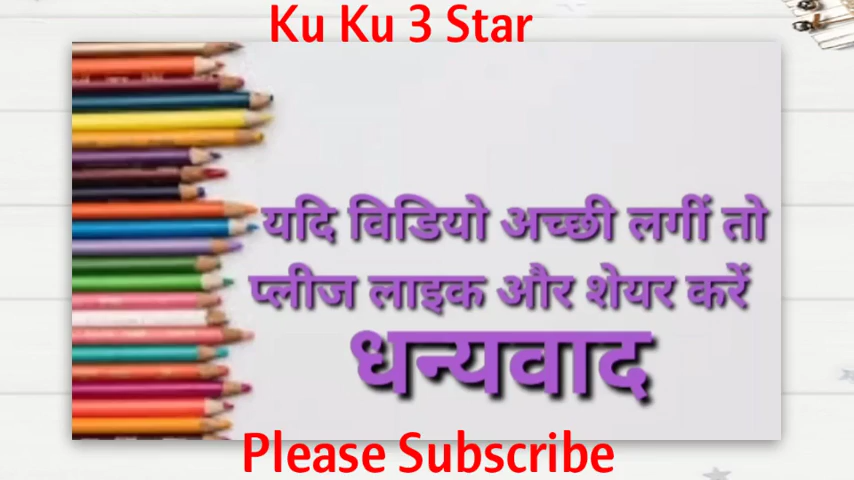 Ku Ku 3 Star
यदि विडियो अच्छी लगीं तो
प्लीज लाइक और शेयर करें
धन्यवाद
Please Subscribe